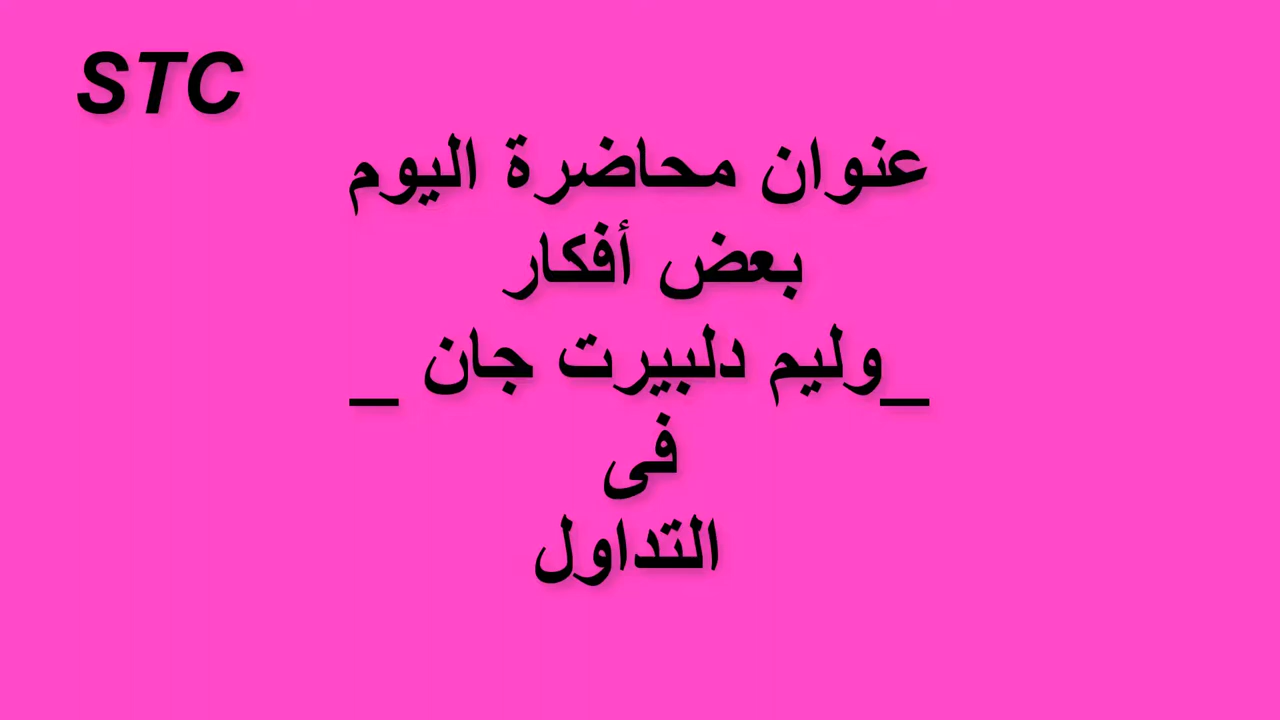 STC
عنوان محاضرة اليوم
بعض أفكار
_وليم دلبيرت جان _
فى
التداول